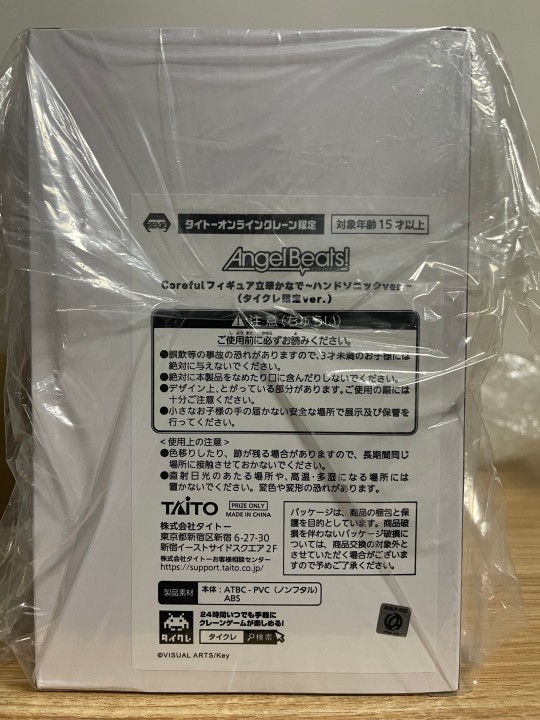 タイトーオンラインクレーン限定
対象年齢15才以上
AngelBeats!
Corefulフィギュア立華かなで~ハンドソニックver.~
(タイクレ限定ver.)
注意(ちゅうい)
ご使用前に必ずお読みください。
●誤飲等の事故の恐れがありますので、3才未満のお子様には
絶対に与えないでください。
●絶対に本製品をなめたり口に含んだりしないでください。
●デザイン上、とがっている部分があります。ご使用の際には
十分ご注意ください。
●小さなお子様の手の届かない安全な場所で展示及び保管を
行ってください。
<使用上の注意>
●色移りしたり、跡が残る場合がありますので、長期間同じ
場所に接触させておかないでください。
●直射日光のあたる場所や、高温・多湿になる場所には
置かないでください。変色や変形の恐れがあります。
TAITO
PRIZE ONLY
MADE IN CHINA
株式会社タイトー
東京都新宿区新宿 6-27-30
新宿イーストサイドスクエア2F
<株式会社タイトーお客様相談センター>
https://support.taito.co.jp/
パッケージは、商品の梱包と保
護を目的としています。商品破
損を伴わないパッケージ破損に
ついては、商品交換の対象外と
させていただく場合がございま
すので予めご了承ください。
製品素材
本体:ATBC-PVC(ノンフタル)
ABS
タイクレ
24時間いつでも手軽に
クレーンゲームが楽しめる!
タイクレ
検索
©VISUAL ARTS/Key